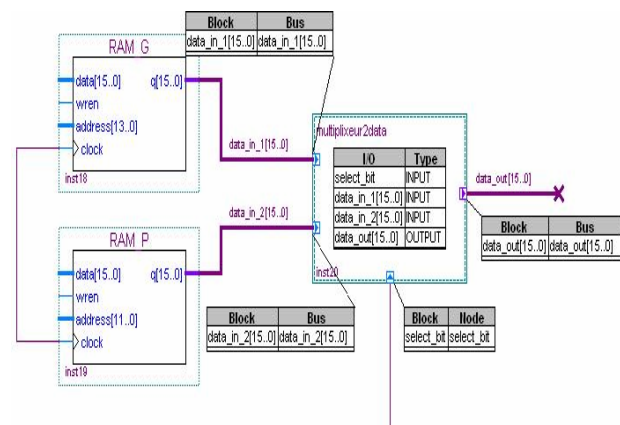 Block Bus
data_in_1[15..0] data_in_1[15..0]
RAM_G
data[15..0] q[15..0]
wren
address[13..0]
clock
inst18
data_in_1[15..0]
multiplixeur2data
I/O Type
select_bit INPUT
data_in_1[15..0] INPUT
data_in_2[15..0] INPUT
data_out[15..0] OUTPUT
inst20
data_out[15..0]
Block Bus
data_out[15..0] data_out[15..0]
data_in_2[15..0]
RAM_P
data[15..0] q[15..0]
wren
address[11..0]
clock
inst19
Block Bus
data_in_2[15..0] data_in_2[15..0]
Block Node
select_bit select_bit